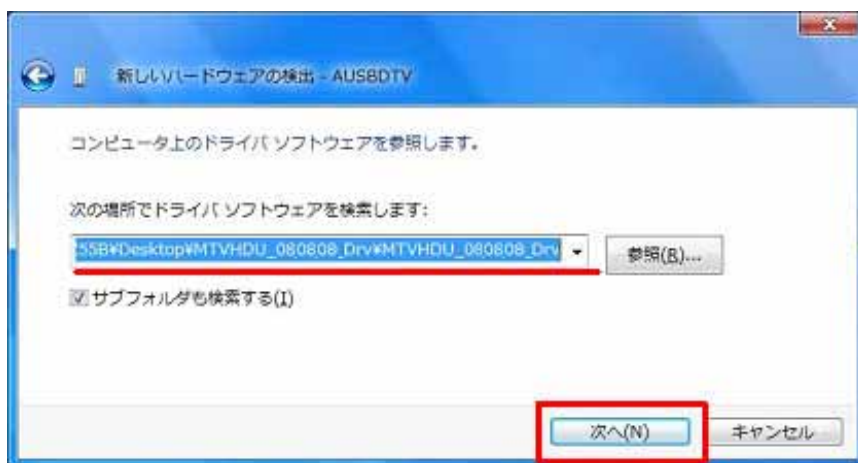 新しいハードウェアの検出 - AUSBDTV
コンピュータ上のドライバ ソフトウェアを参照します。
次の場所でドライバ ソフトウェアを検索します:
55B¥Desktop¥MTVHDU_080808_Drv¥MTVHDU_080808_Drv
参照(R)...
サブフォルダも検索する(I)
次へ(N)
キャンセル